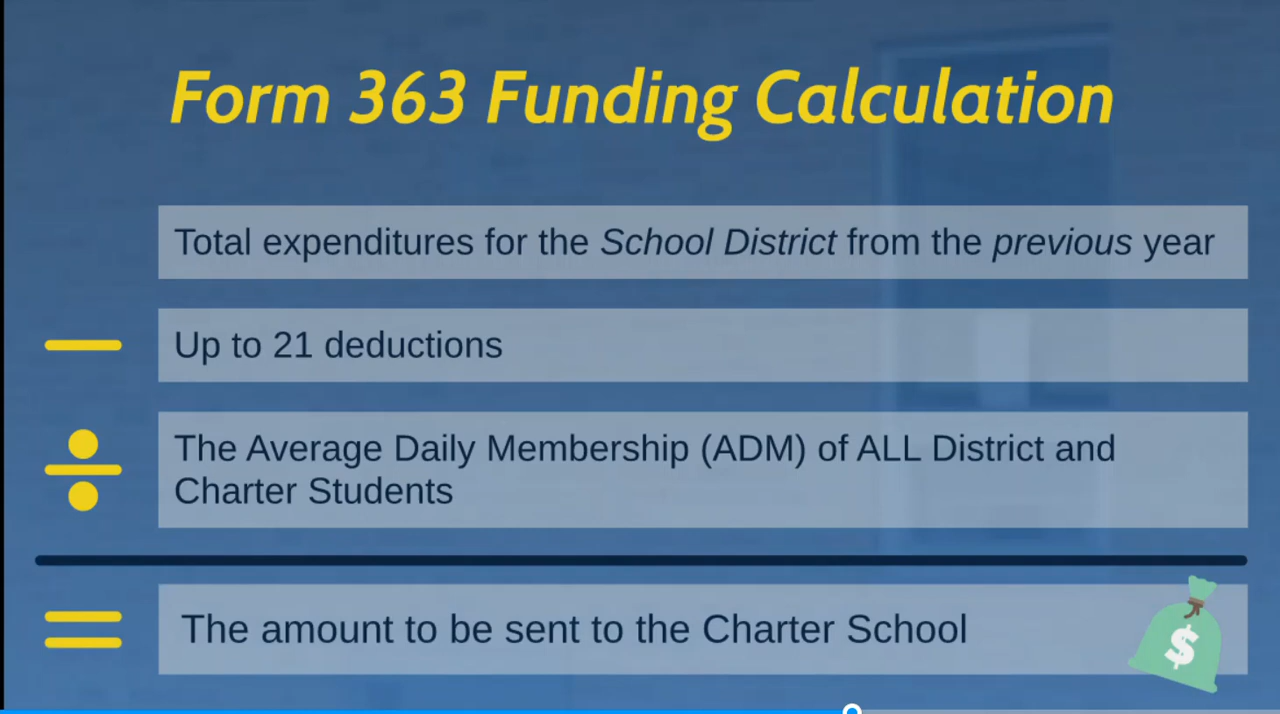 Form 363 Funding Calculation
Total expenditures for the School District from the previous year
Up to 21 deductions
The Average Daily Membership (ADM) of ALL District and
Charter Students
The amount to be sent to the Charter School
$